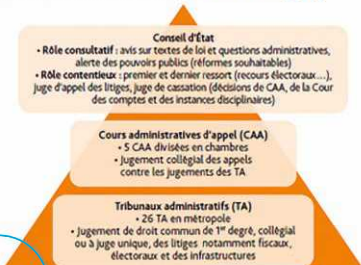 Conseil d'État
• Rôle consultatif : avis sur textes de loi et questions administratives,
alerte des pouvoirs publics (réformes souhaitables)
• Rôle contentieux : premier et dernier ressort (recours électoraux...),
juge d'appel des litiges, juge de cassation (décisions de CAA, de la Cour
des comptes et des instances disciplinaires)
Cours administratives d'appel (CAA)
• 5 CAA divisées en chambres
• Jugement collégial des appels
contre les jugements des TA
Tribunaux administratifs (TA)
• 26 TA en métropole
• Jugement de droit commun de 1er degré, collégial
ou à juge unique, des litiges notamment fiscaux,
électoraux et des infrastructures